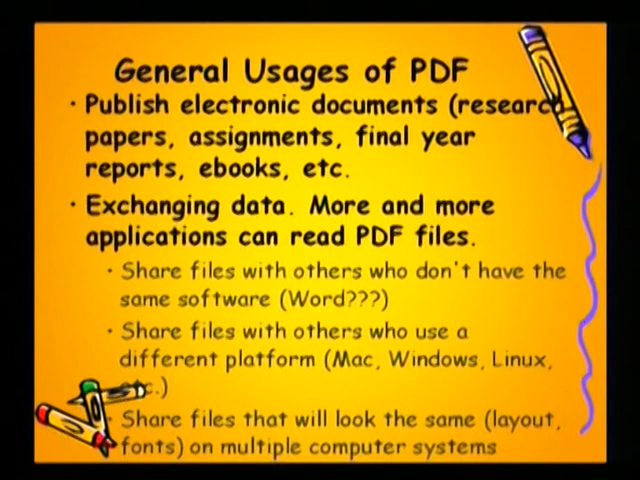 General Usages of PDF
• Publish electronic documents (research
papers, assignments, final year
reports, ebooks, etc.
• Exchanging data. More and more
applications can read PDF files.
• Share files with others who don't have the
same software (Word???)
• Share files with others who use a
different platform (Mac, Windows, Linux,
etc.)
• Share files that will look the same (layout,
fonts) on multiple computer systems